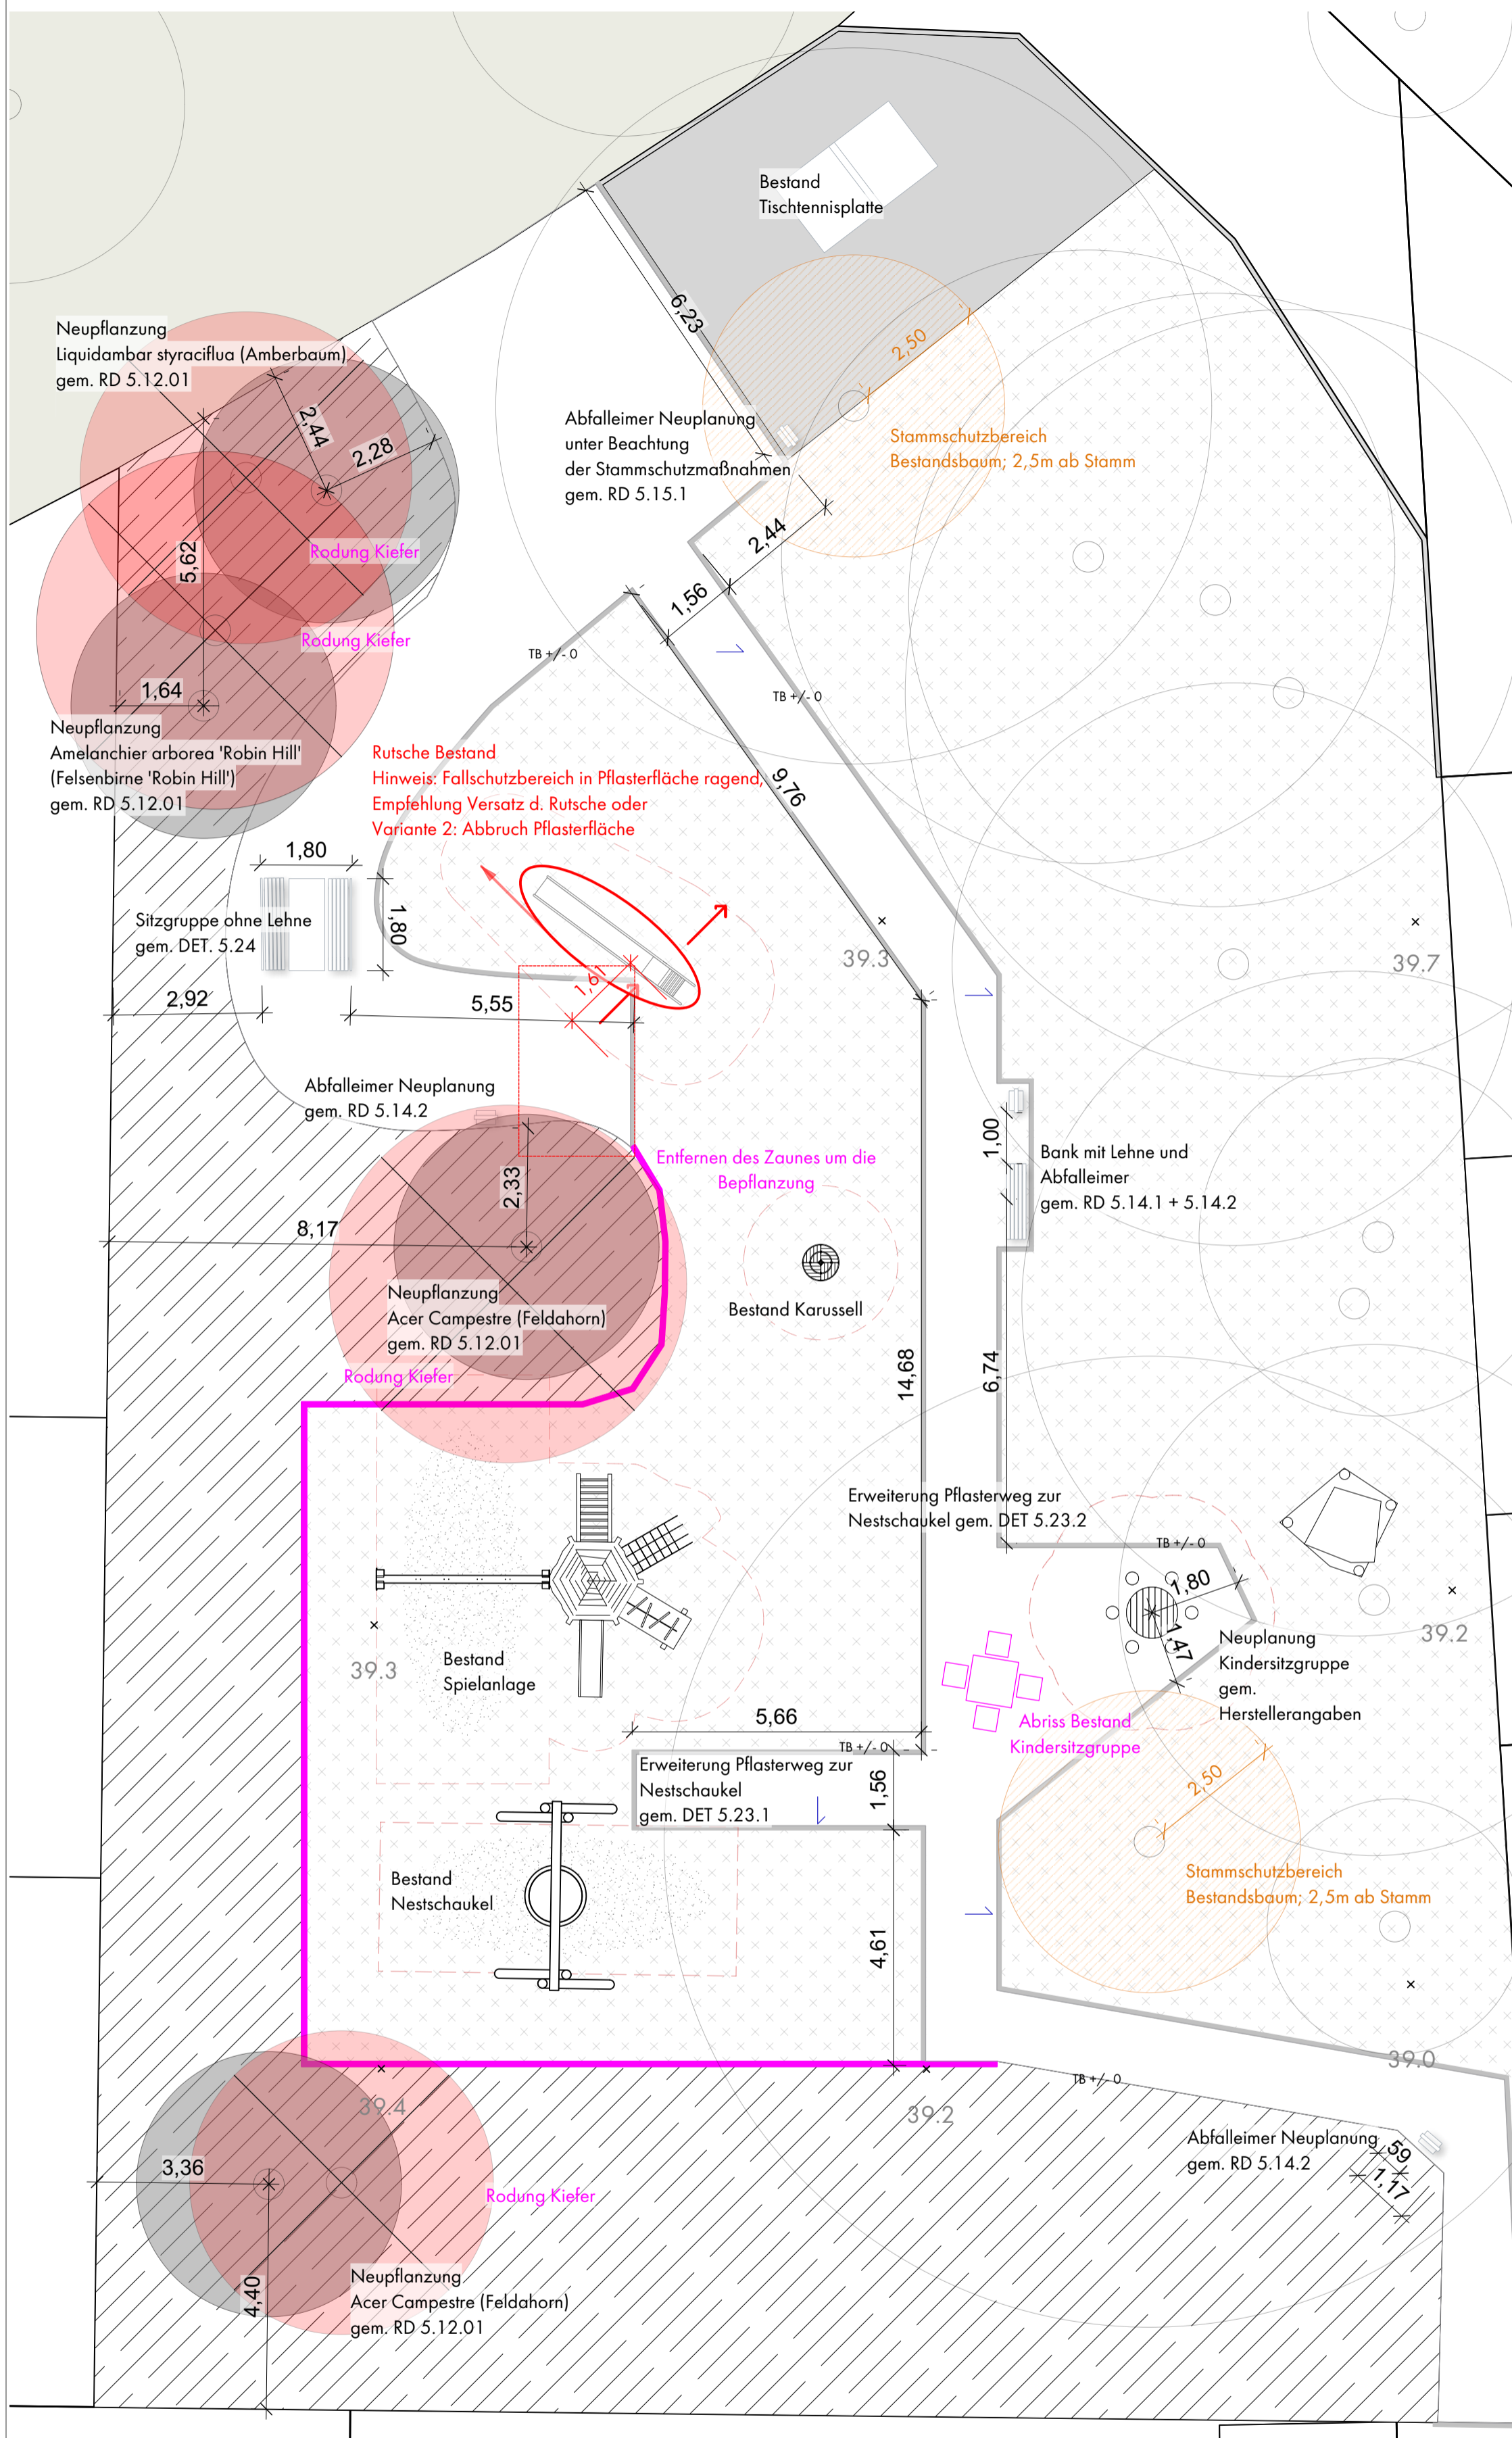 Bestand
Tischtennisplatte
6,23
2,50
Neupflanzung
Liquidambar styraciflua (Amberbaum)
gem. RD 5.12.01
2,44
2,28
Abfalleimer Neuplanung
unter Beachtung
der Stammschutzmaßnahmen
gem. RD 5.15.1
Stammschutzbereich
Bestandsbaum; 2,5m ab Stamm
Rodung Kiefer
5,62
2,44
1,56
Rodung Kiefer
TB +/- 0
TB +/- 0
1,64
Neupflanzung
Amelanchier arborea 'Robin Hill'
(Felsenbirne 'Robin Hill')
gem. RD 5.12.01
Rutsche Bestand
Hinweis: Fallschutzbereich in Pflasterfläche ragend,
Empfehlung Versatz d. Rutsche oder
Variante 2: Abbruch Pflasterfläche
9,76
1,80
1,80
Sitzgruppe ohne Lehne
gem. DET. 5.24
39.3
39.7
1,61
2,92
5,55
Abfalleimer Neuplanung
gem. RD 5.14.2
1,00
Bank mit Lehne und
Abfalleimer
gem. RD 5.14.1 + 5.14.2
Entfernen des Zaunes um die
Bepflanzung
2,33
8,17
Neupflanzung
Acer Campestre (Feldahorn)
gem. RD 5.12.01
Bestand Karussell
Rodung Kiefer
14,68
6,74
Erweiterung Pflasterweg zur
Nestschaukel gem. DET 5.23.2
TB +/- 0
1,80
1,47
39.2
Neuplanung
Kindersitzgruppe
gem.
Herstellerangaben
39.3
Bestand
Spielanlage
Abriss Bestand
Kindersitzgruppe
5,66
TB +/- 0
Erweiterung Pflasterweg zur
Nestschaukel
gem. DET 5.23.1
1,56
2,50
Stammschutzbereich
Bestandsbaum; 2,5m ab Stamm
Bestand
Nestschaukel
4,61
39.0
TB +/- 0
39.4
39.2
Abfalleimer Neuplanung
gem. RD 5.14.2
59
1,17
3,36
Rodung Kiefer
4,40
Neupflanzung
Acer Campestre (Feldahorn)
gem. RD 5.12.01